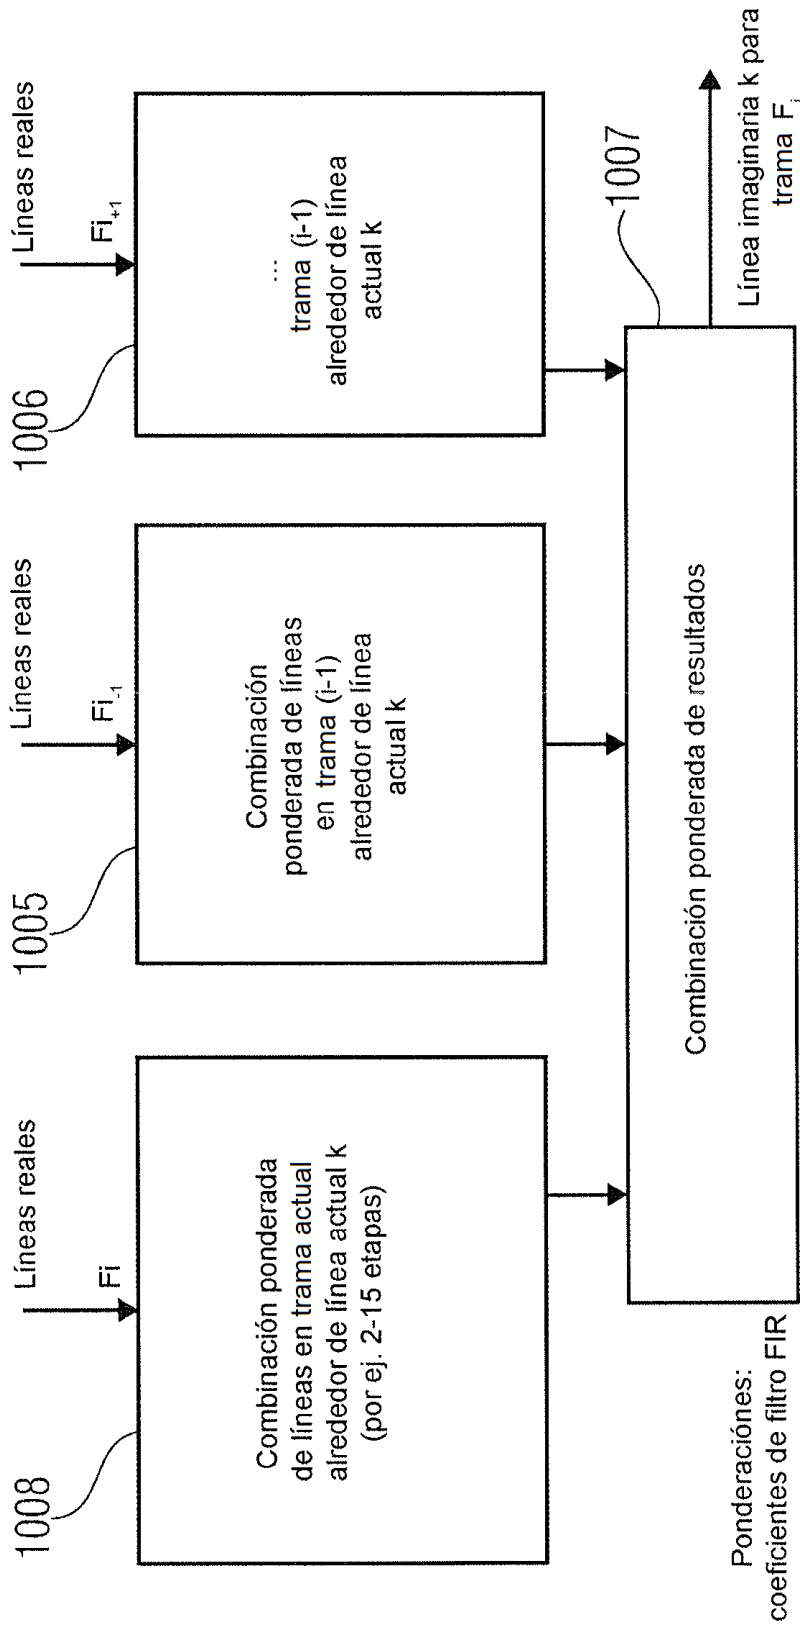 1008
Líneas reales
Fi
Combinación ponderada
de líneas en trama actual
alrededor de línea actual k
(por ej. 2-15 etapas)
1005
Líneas reales
Fi-1
Combinación
ponderada de líneas
en trama (i-1)
alrededor de línea
actual k
1006
Líneas reales
Fi+1
...
trama (i-1)
alrededor de línea
actual k
Combinación ponderada de resultados
1007
Ponderaciónes:
coeficientes de filtro FIR
Línea imaginaria k para
trama Fi